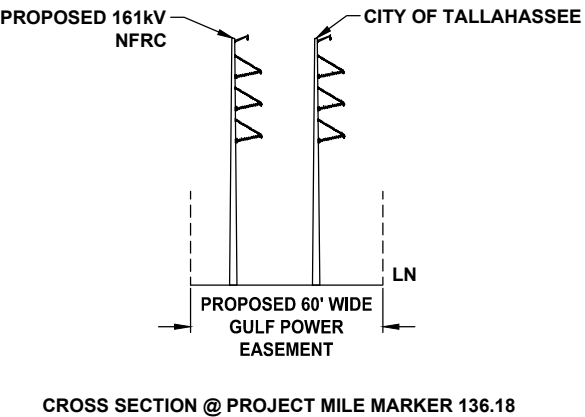 PROPOSED 161kV
NFRC
CITY OF TALLAHASSEE
LN
PROPOSED 60' WIDE
GULF POWER
EASEMENT
CROSS SECTION @ PROJECT MILE MARKER 136.18